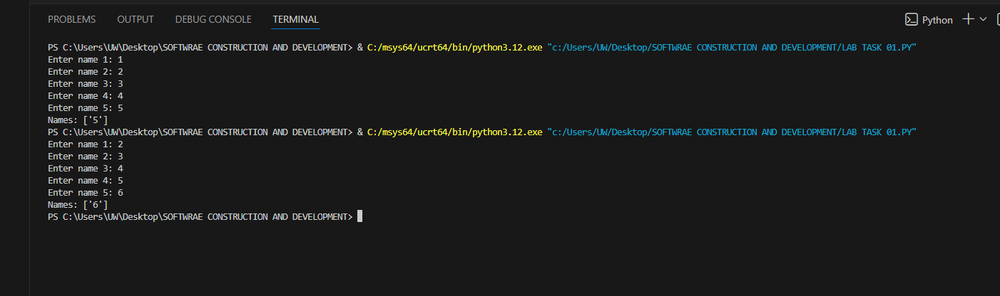 PROBLEMS OUTPUT DEBUG CONSOLE TERMINAL Python
PS C:\Users\UW\Desktop\SOFTWRAE CONSTRUCTION AND DEVELOPMENT> & C:/msys64/ucrt64/bin/python3.12.exe "c:/Users/UW/Desktop/SOFTWRAE CONSTRUCTION AND DEVELOPMENT/LAB TASK 01.PY"
Enter name 1: 1
Enter name 2: 2
Enter name 3: 3
Enter name 4: 4
Enter name 5: 5
Names: ['5']
PS C:\Users\UW\Desktop\SOFTWRAE CONSTRUCTION AND DEVELOPMENT> & C:/msys64/ucrt64/bin/python3.12.exe "c:/Users/UW/Desktop/SOFTWRAE CONSTRUCTION AND DEVELOPMENT/LAB TASK 01.PY"
Enter name 1: 2
Enter name 2: 3
Enter name 3: 4
Enter name 4: 5
Enter name 5: 6
Names: ['6']
PS C:\Users\UW\Desktop\SOFTWRAE CONSTRUCTION AND DEVELOPMENT>